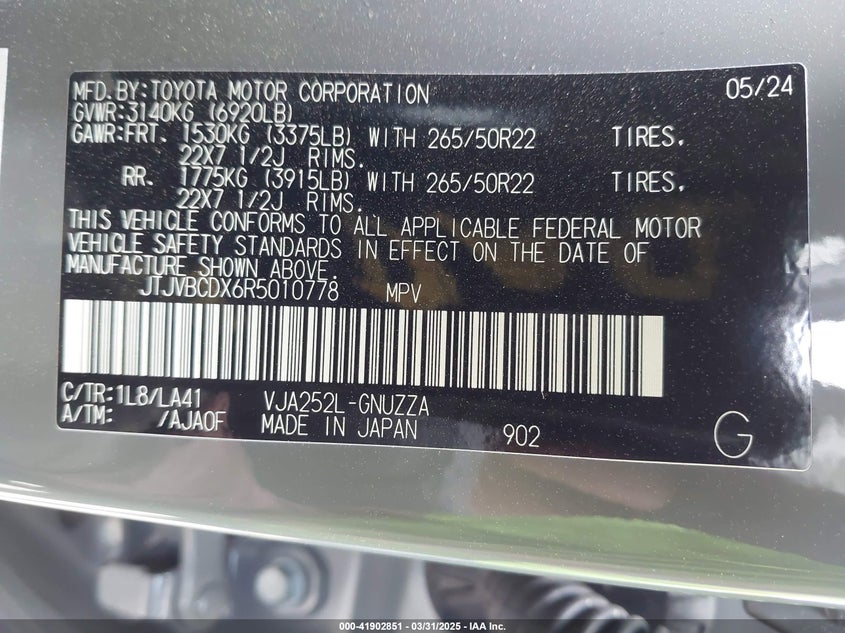 MFD.BY:TOYOTA MOTOR CORPORATION 05/24
GVWR:3140KG (6920LB)
GAWR:FRT. 1530KG (3375LB) WITH 265/50R22 TIRES.
22X7 1/2J RIMS.
RR. 1775KG (3915LB) WITH 265/50R22 TIRES.
22X7 1/2J RIMS.
THIS VEHICLE CONFORMS TO ALL APPLICABLE FEDERAL MOTOR
VEHICLE SAFETY STANDARDS IN EFFECT ON THE DATE OF
MANUFACTURE SHOWN ABOVE.
JTJVBCDX6R5010778 MPV
C/TR:1L8/LA41 VJA252L-GNUZZA
A/TM: /AJA0F MADE IN JAPAN 902 G
000-41902851 - 03/31/2025 - IAA Inc.